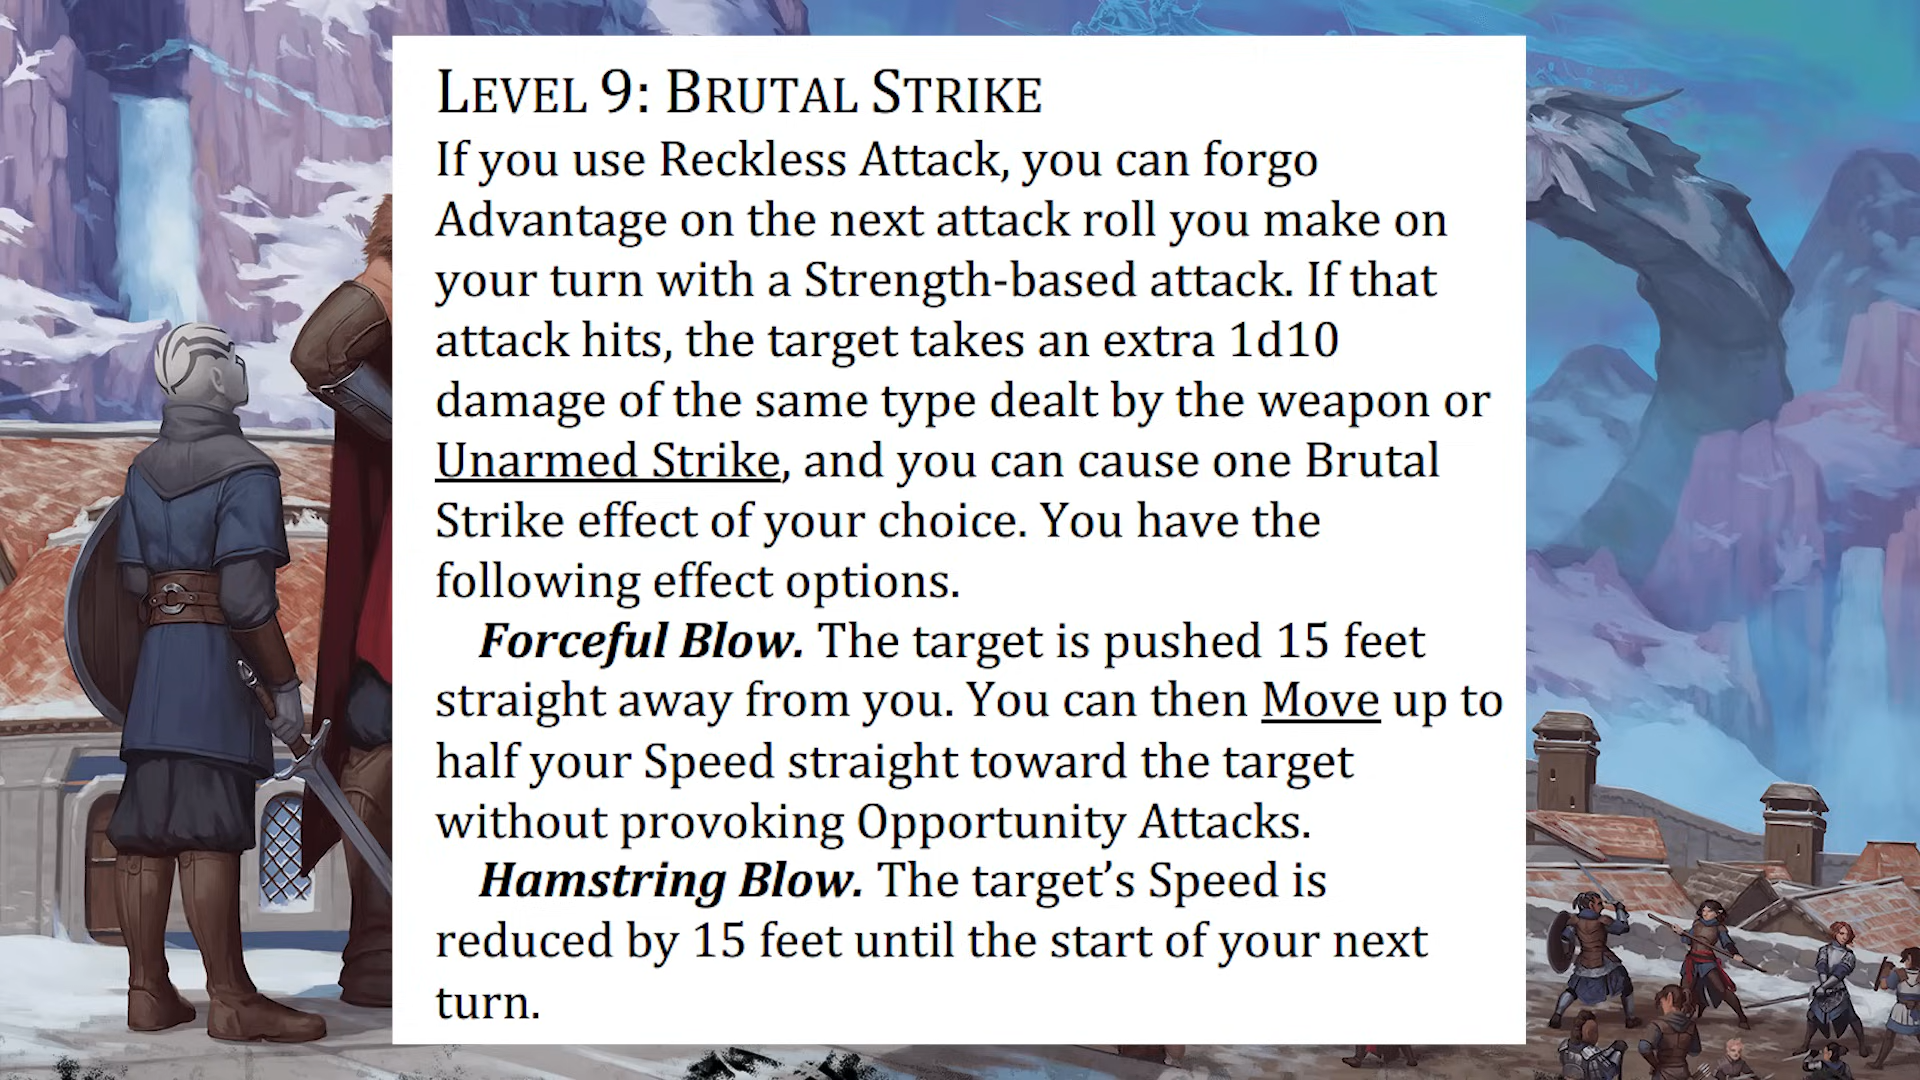 LEVEL 9: BRUTAL STRIKE
If you use Reckless Attack, you can forgo
Advantage on the next attack roll you make on
your turn with a Strength-based attack. If that
attack hits, the target takes an extra 1d10
damage of the same type dealt by the weapon or
Unarmed Strike, and you can cause one Brutal
Strike effect of your choice. You have the
following effect options.
Forceful Blow. The target is pushed 15 feet
straight away from you. You can then Move up to
half your Speed straight toward the target
without provoking Opportunity Attacks.
Hamstring Blow. The target’s Speed is
reduced by 15 feet until the start of your next
turn.